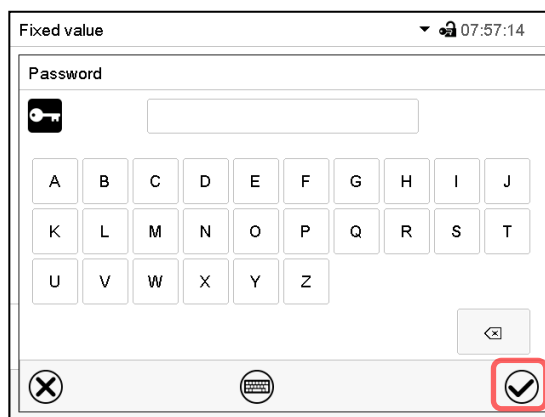 Fixed value 07:57:14
Password
A B C D E F G H I J
K L M N O P Q R S T
U V W X Y Z